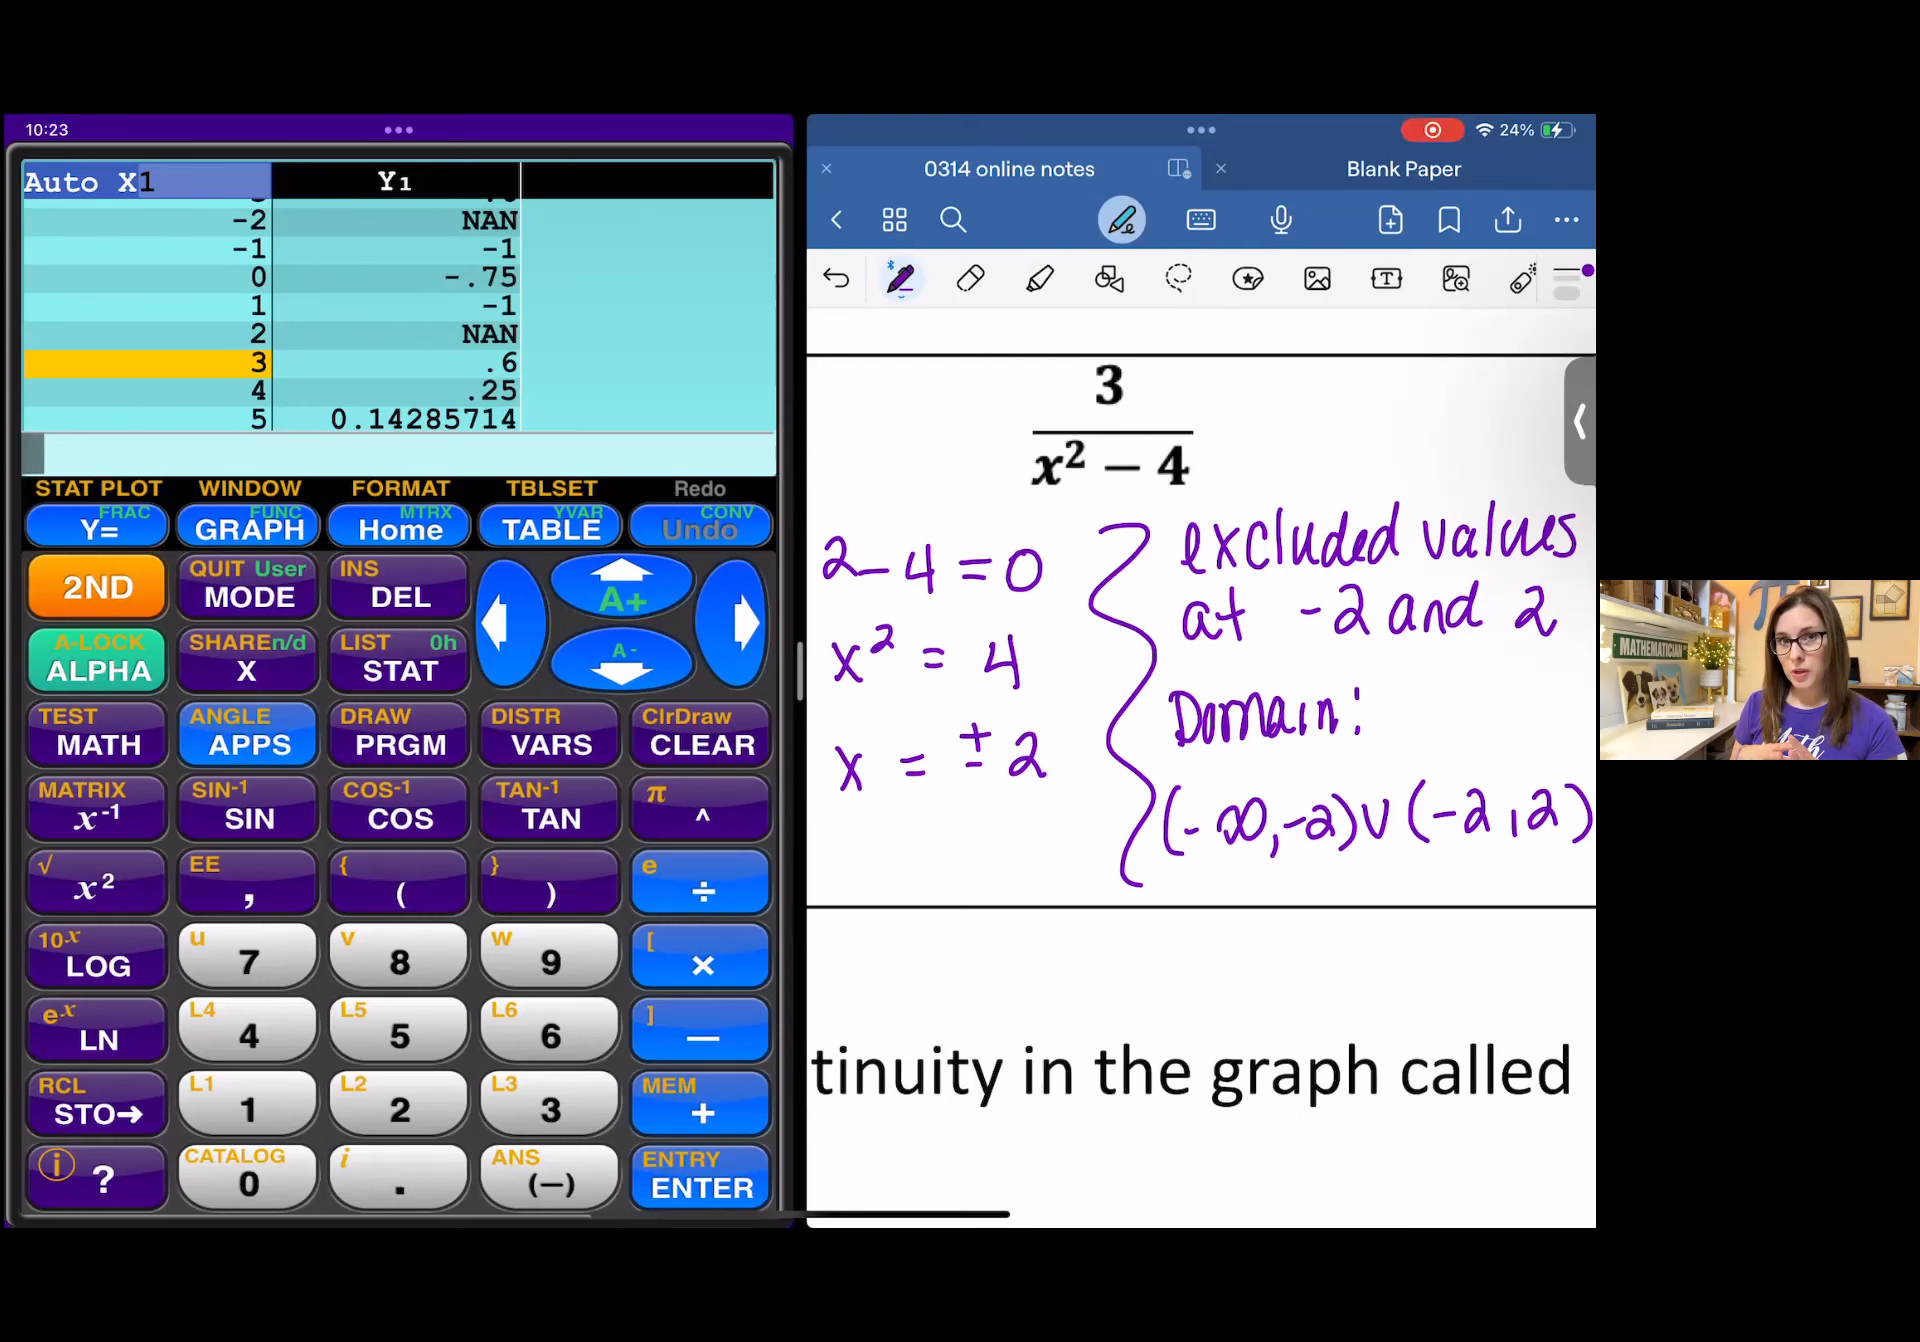 10:23
Auto X1 Y1
-2 NAN
-1 -1
0 -.75
1 -1
2 NAN
3 .6
4 .25
5 0.14285714
STAT PLOT WINDOW FORMAT TBLSET Redo
FRAC FUNC MTRX YVAR CONV
Y= GRAPH Home TABLE Undo
QUIT User INS
2ND MODE DEL A+
A-LOCK SHARE n/d LIST 0h A-
ALPHA X STAT
TEST ANGLE DRAW DISTR ClrDraw
MATH APPS PRGM VARS CLEAR
MATRIX SIN⁻¹ COS⁻¹ TAN⁻¹ π
x⁻¹ SIN COS TAN ^
√ EE { } e
x² , ( ) ÷
10ˣ u v w [
LOG 7 8 9 ×
eˣ L4 L5 L6 ]
LN 4 5 6 —
RCL L1 L2 L3 MEM
STO➔ 1 2 3 +
i CATALOG i ANS ENTRY
? 0 . (—) ENTER
24%
0314 online notes
Blank Paper
3
x² − 4
2-4=0
x² = 4
x = ±2
excluded values
at -2 and 2
Domain:
(-∞,-2)∪(-2,2)
tinuity in the graph called
MATHEMATICIAN